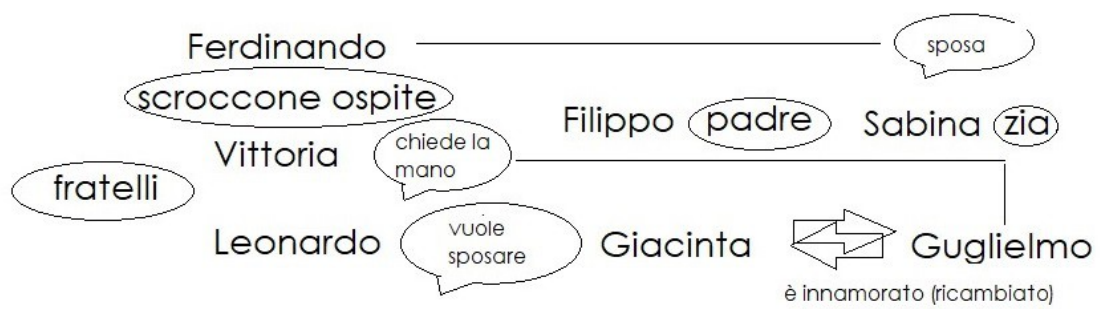 Ferdinando
sposa
scroccone ospite
Filippo padre Sabina zia
Vittoria
chiede la
mano
fratelli
Leonardo
vuole
sposare
Giacinta
Guglielmo
è innamorato (ricambiato)